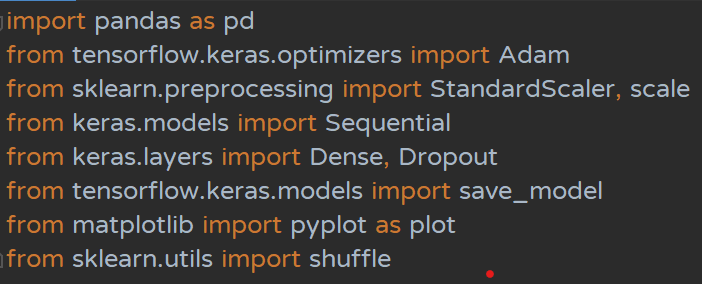 import pandas as pd
from tensorflow.keras.optimizers import Adam
from sklearn.preprocessing import StandardScaler, scale
from keras.models import Sequential
from keras.layers import Dense, Dropout
from tensorflow.keras.models import save_model
from matplotlib import pyplot as plot
from sklearn.utils import shuffle